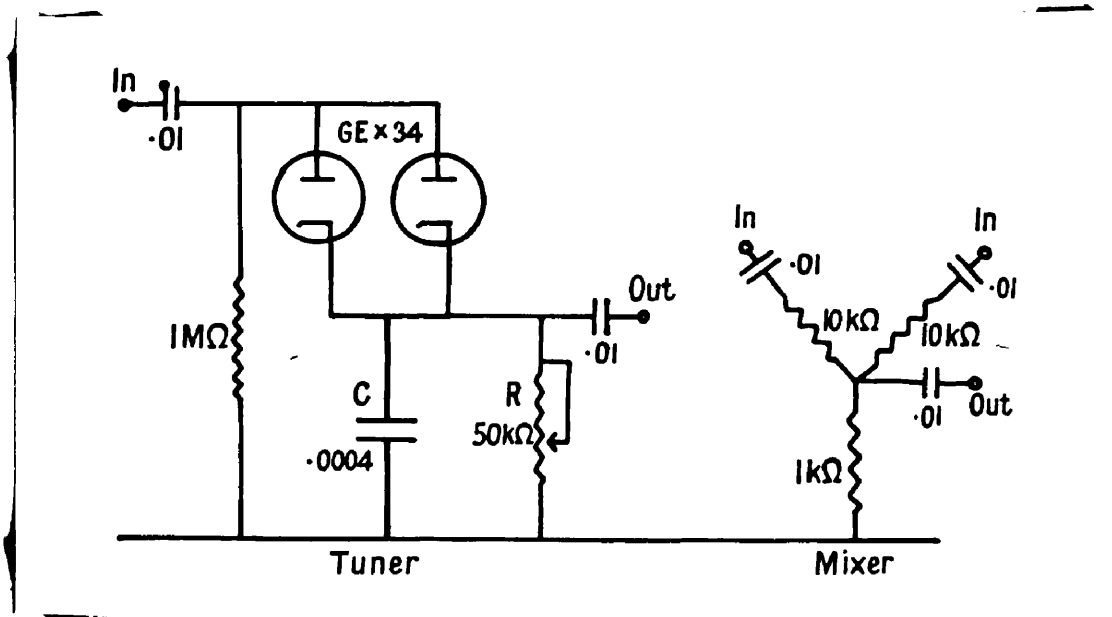 In
.01
GE×34
1MΩ
C
.0004
R
50kΩ
.01
Out
Tuner
In
.01
10kΩ
In
.01
10kΩ
.01
Out
1kΩ
Mixer